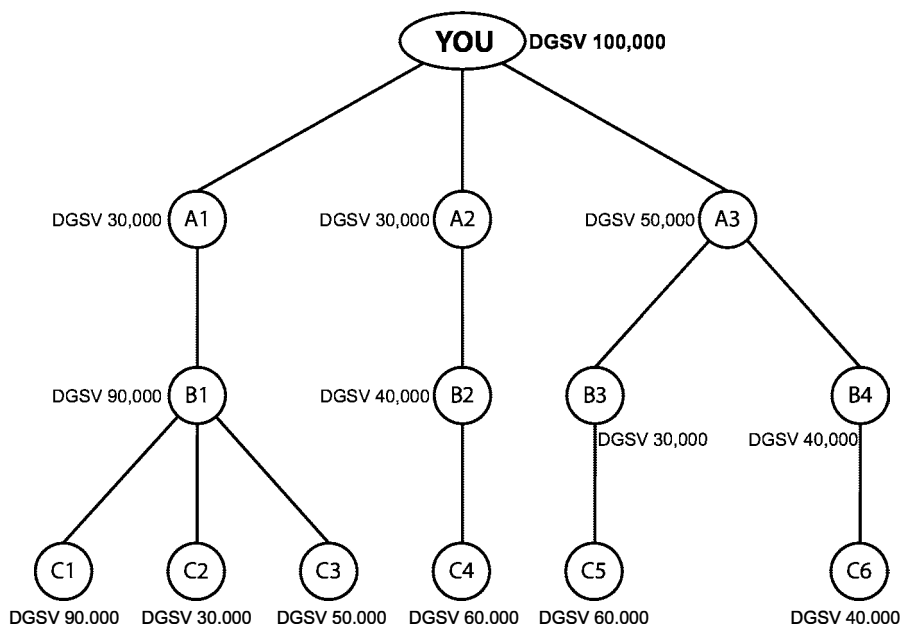 YOU DGSV 100,000
DGSV 30,000 A1 DGSV 30,000 A2 DGSV 50,000 A3
DGSV 90,000 B1 DGSV 40,000 B2 B3 B4
DGSV 30,000 DGSV 40,000
C1 C2 C3 C4 C5 C6
DGSV 90.000 DGSV 30.000 DGSV 50.000 DGSV 60.000 DGSV 60.000 DGSV 40.000